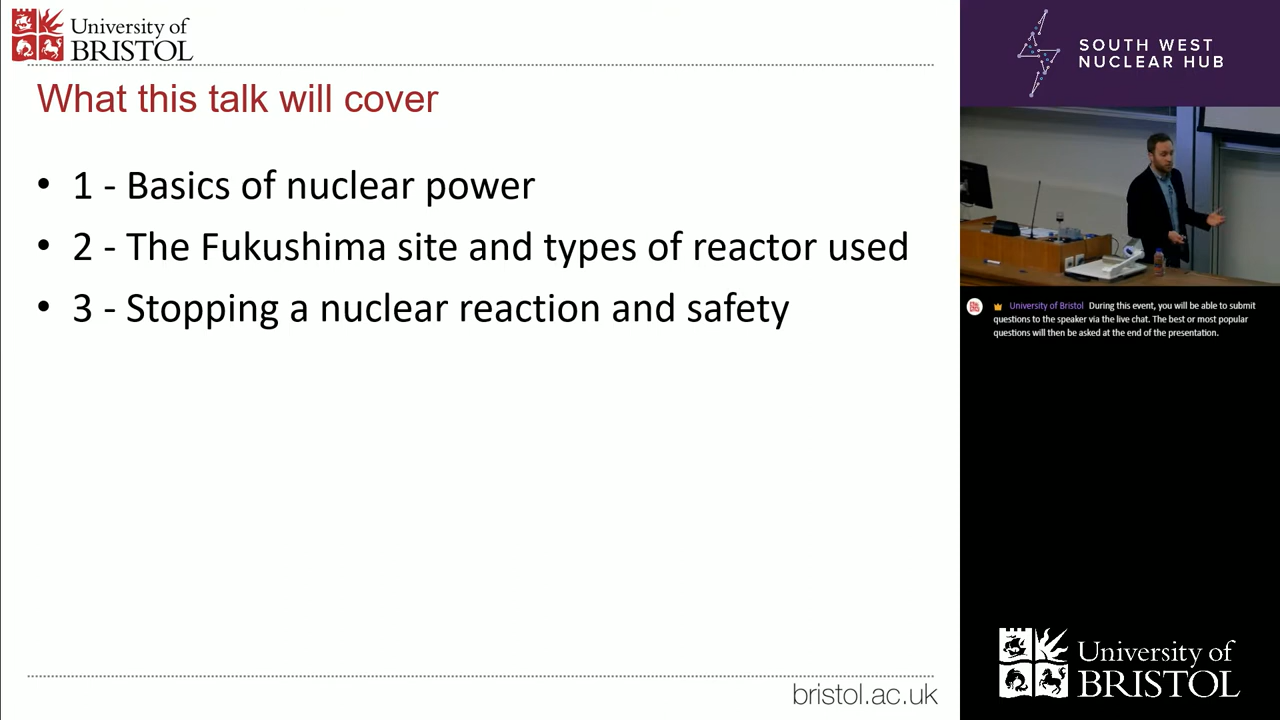 University of
BRISTOL
What this talk will cover
• 1 - Basics of nuclear power
• 2 - The Fukushima site and types of reactor used
• 3 - Stopping a nuclear reaction and safety
bristol.ac.uk
SOUTH WEST
NUCLEAR HUB
University of Bristol During this event, you will be able to submit
questions to the speaker via the live chat. The best or most popular
questions will then be asked at the end of the presentation.
University of
BRISTOL